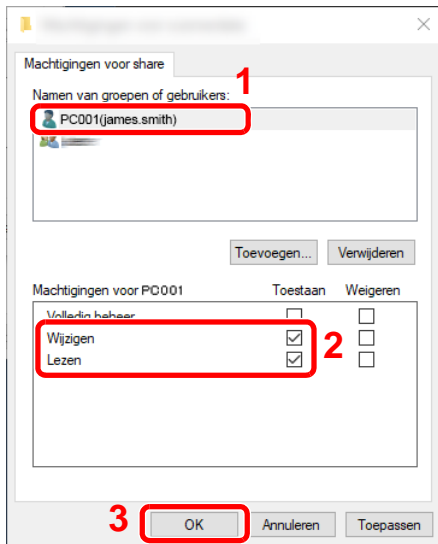 Machtigingen voor share
1
Namen van groepen of gebruikers:
PC001(james.smith)
Toevoegen... Verwijderen
Machtigingen voor PC001 Toestaan Weigeren
Volledig beheer
Wijzigen
2
Lezen
3
OK Annuleren Toepassen